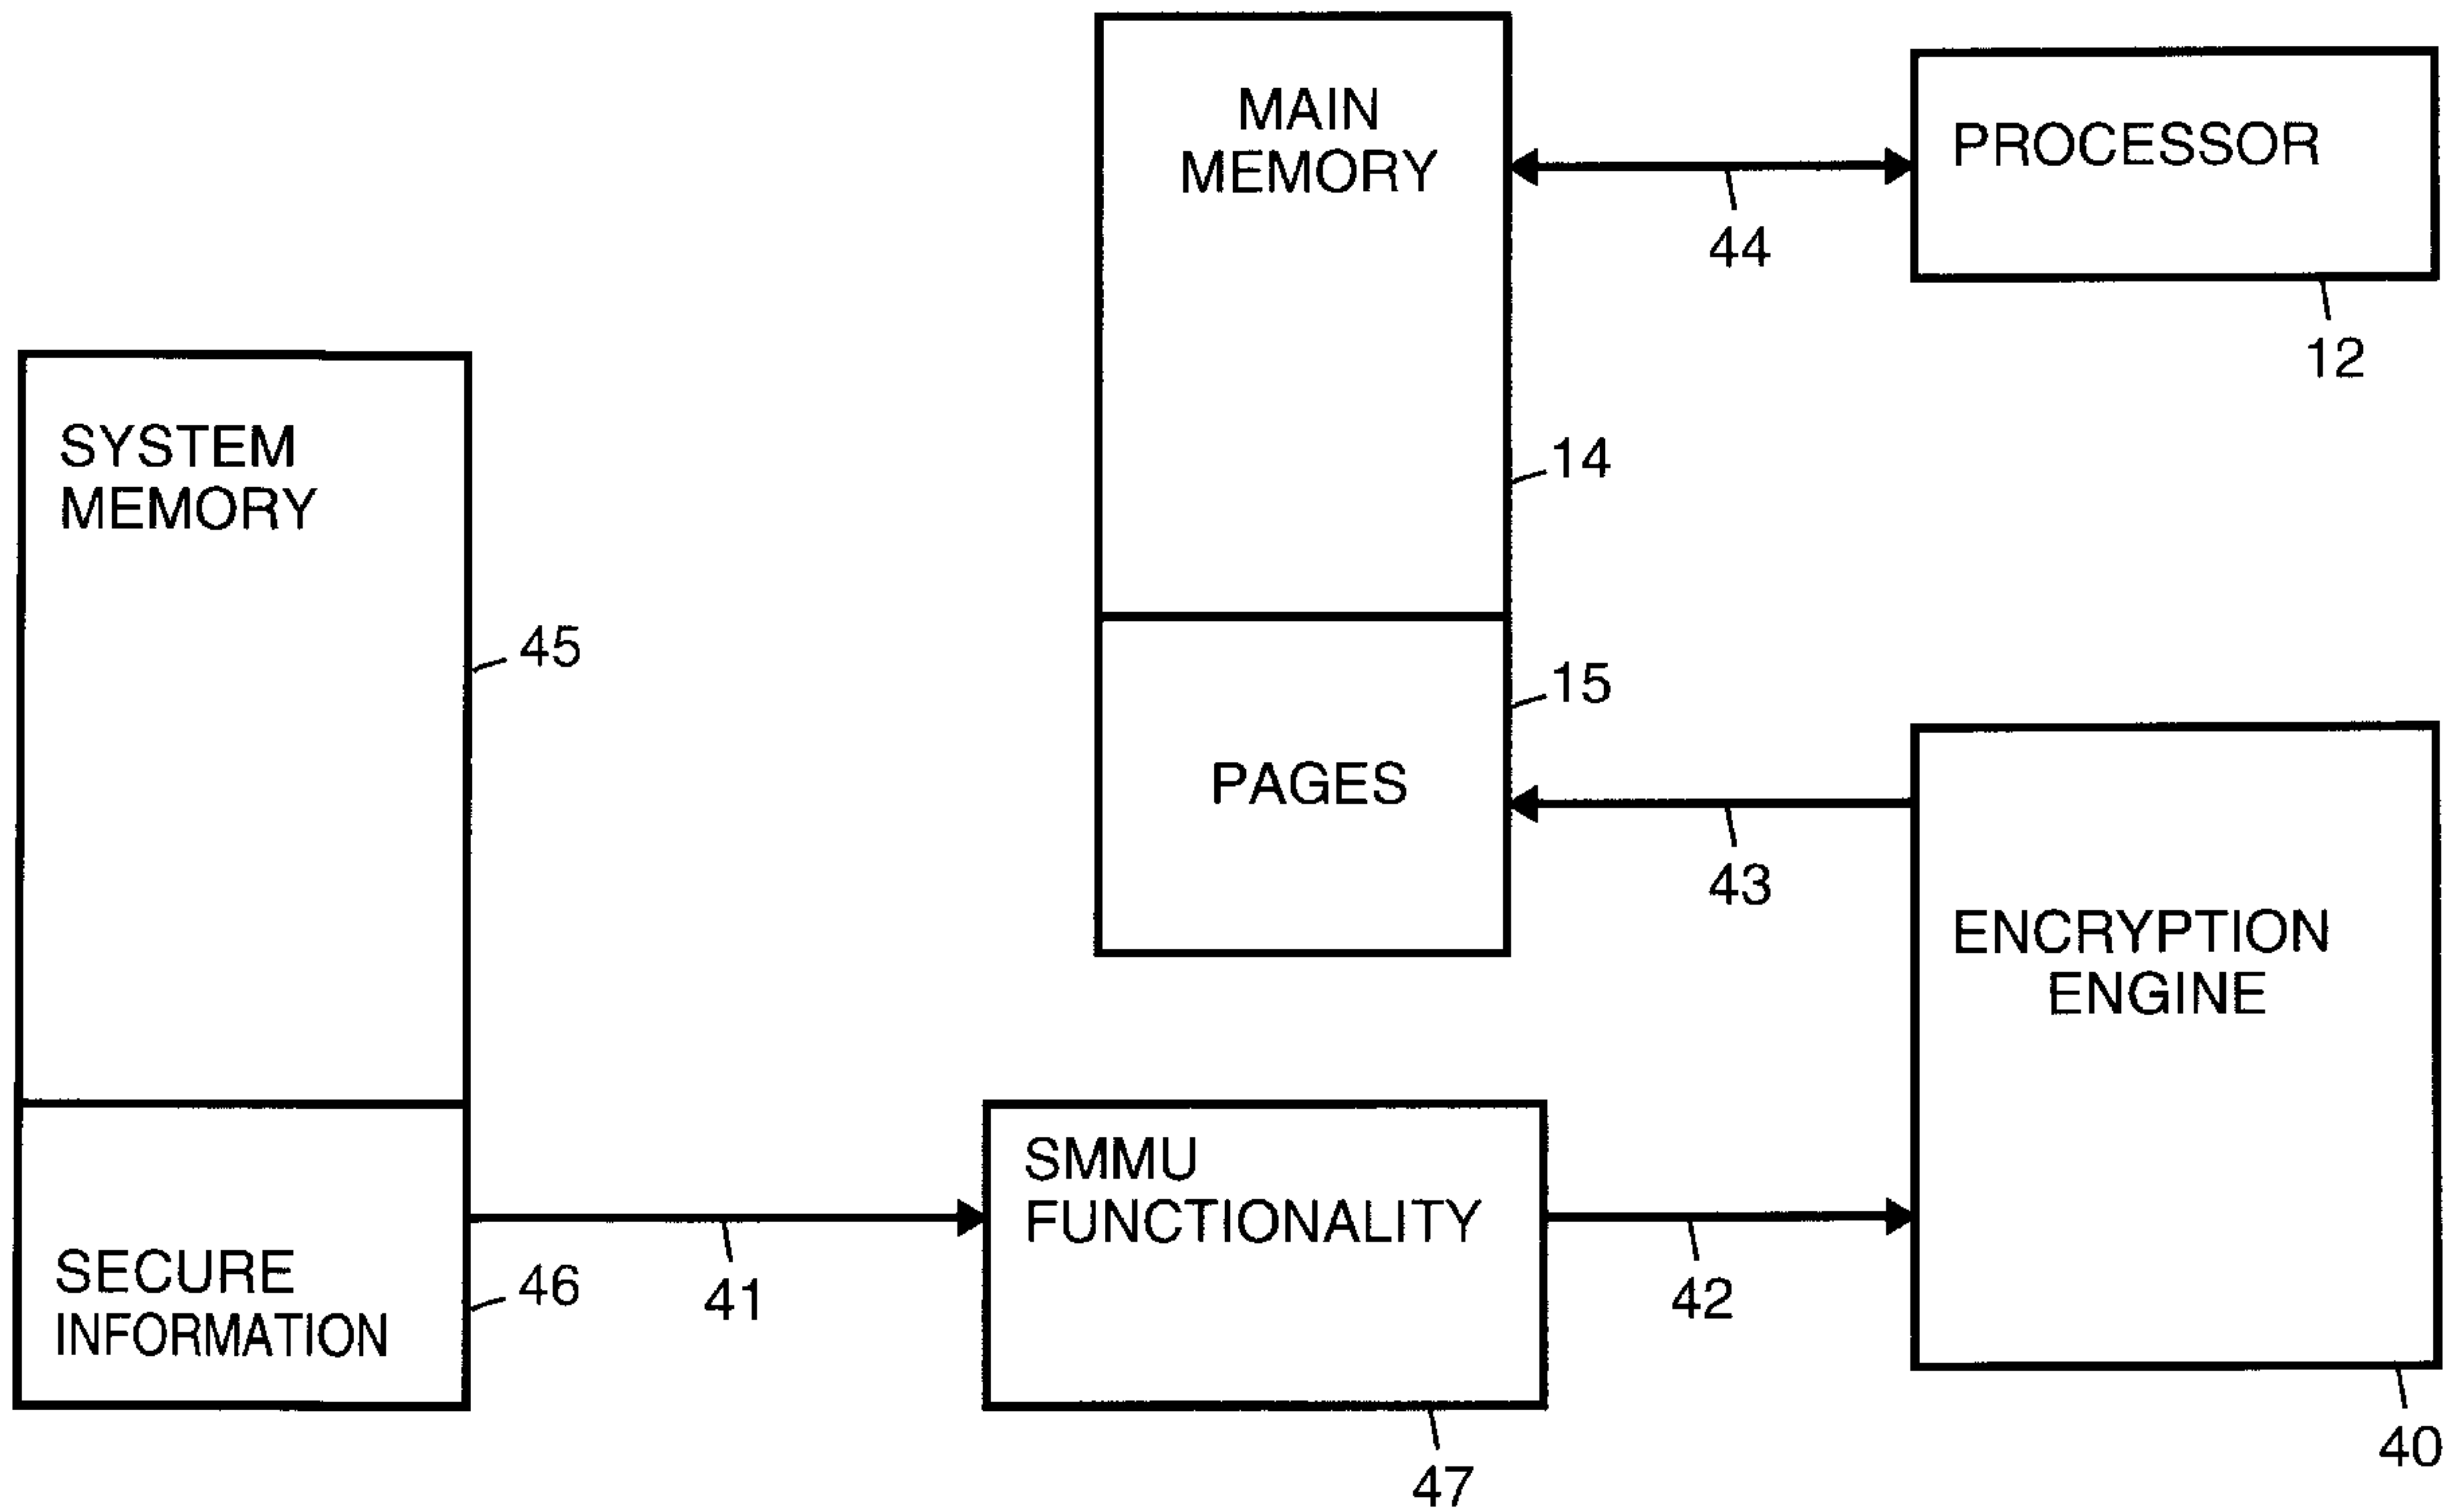 MAIN
MEMORY
PROCESSOR
44
12
SYSTEM
MEMORY
14
45
15
PAGES
43
ENCRYPTION
ENGINE
SMMU
FUNCTIONALITY
SECURE
INFORMATION
46
41
42
40
47